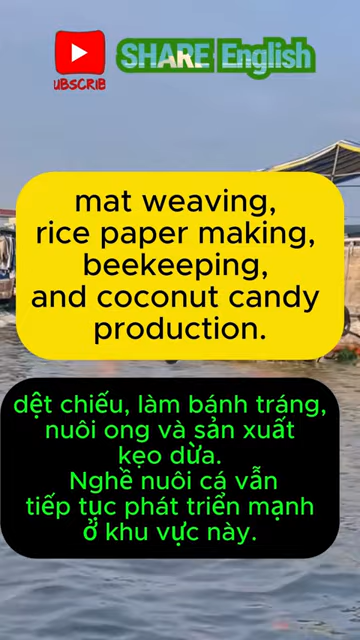 SHARE English
UBSCRIB
mat weaving,
rice paper making,
beekeeping,
and coconut candy
production.
dệt chiếu, làm bánh tráng,
nuôi ong và sản xuất
kẹo dừa.
Nghề nuôi cá vẫn
tiếp tục phát triển mạnh
ở khu vực này.